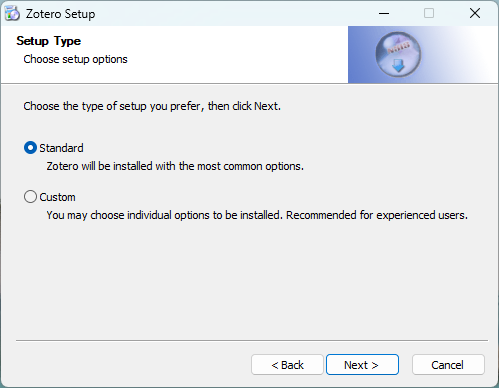 Zotero Setup
Setup Type
Choose setup options
Choose the type of setup you prefer, then click Next.
Standard
Zotero will be installed with the most common options.
Custom
You may choose individual options to be installed. Recommended for experienced users.
< Back
Next >
Cancel